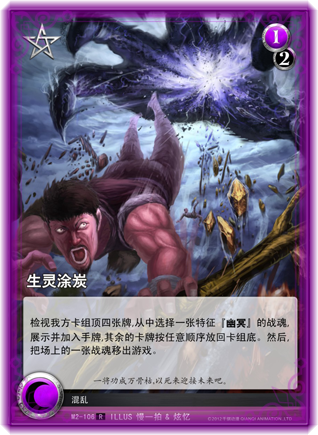 1
2
生灵涂炭
检视我方卡组顶四张牌,从中选择一张特征『幽冥』的战魂,
展示并加入手牌,其余的卡牌按任意顺序放回卡组底。然后,
把场上的一张战魂移出游戏。
一将功成万骨枯,以死来迎接未来吧。
混乱
M2-106 R ILLUS 慢一拍 & 炫忆